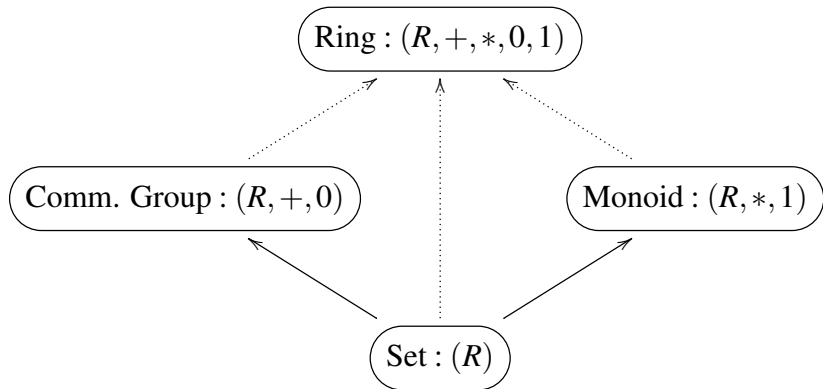 Ring : (R, +, *, 0, 1)
Comm. Group : (R, +, 0)
Monoid : (R, *, 1)
Set : (R)